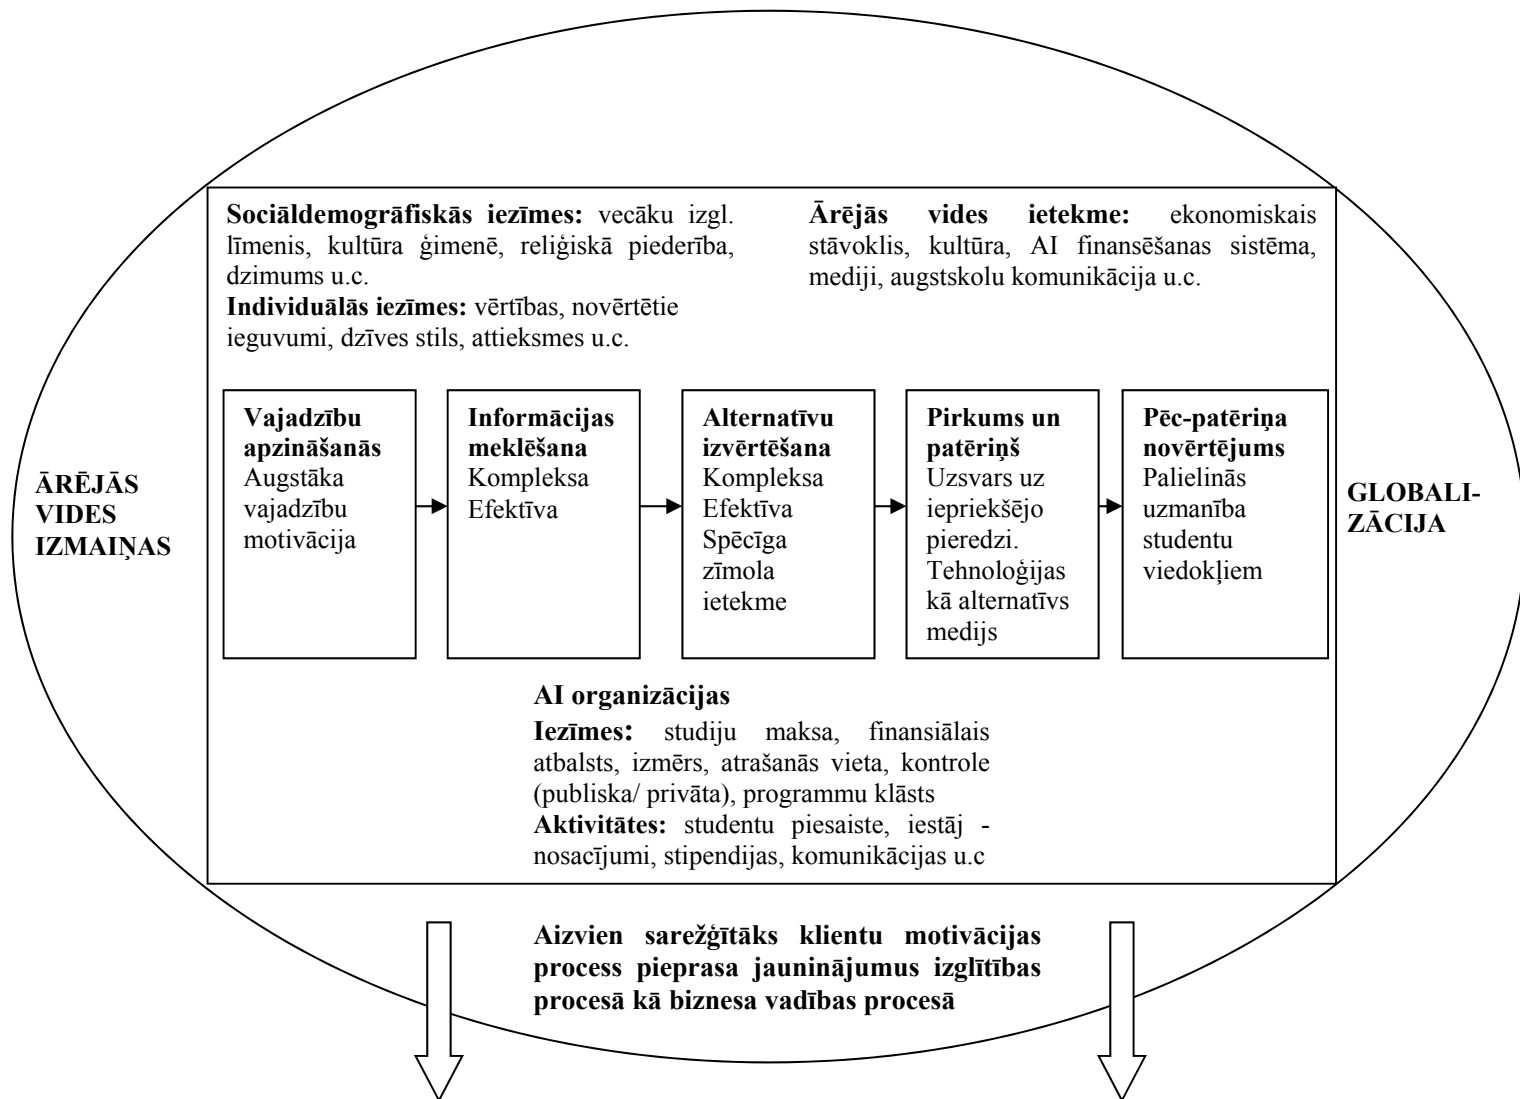 Sociāldemogrāfiskās iezīmes: vecāku izgl.
līmenis, kultūra ģimenē, reliģiskā piederība,
dzimums u.c.
Individuālās iezīmes: vērtības, novērtētie
ieguvumi, dzīves stils, attieksmes u.c.
Ārējās vides ietekme: ekonomiskais
stāvoklis, kultūra, AI finansēšanas sistēma,
mediji, augstskolu komunikācija u.c.
ĀRĒJĀS
VIDES
IZMAIŅAS
Vajadzību
apzināšanās
Augstāka
vajadzību
motivācija
Informācijas
meklēšana
Kompleksa
Efektīva
Alternatīvu
izvērtēšana
Kompleksa
Efektīva
Spēcīga
zīmola
ietekme
Pirkums un
patēriņš
Uzsvars uz
iepriekšējo
pieredzi.
Tehnoloģijas
kā alternatīvs
medijs
Pēc-patēriņa
novērtējums
Palielinās
uzmanība
studentu
viedokļiem
GLOBALI-
ZĀCIJA
AI organizācijas
Iezīmes: studiju maksa, finansiālais
atbalsts, izmērs, atrašanās vieta, kontrole
(publiska/ privāta), programmu klāsts
Aktivitātes: studentu piesaiste, iestāj -
nosacījumi, stipendijas, komunikācijas u.c
Aizvien sarežģītāks klientu motivācijas
process pieprasa jauninājumus izglītības
procesā kā biznesa vadības procesā